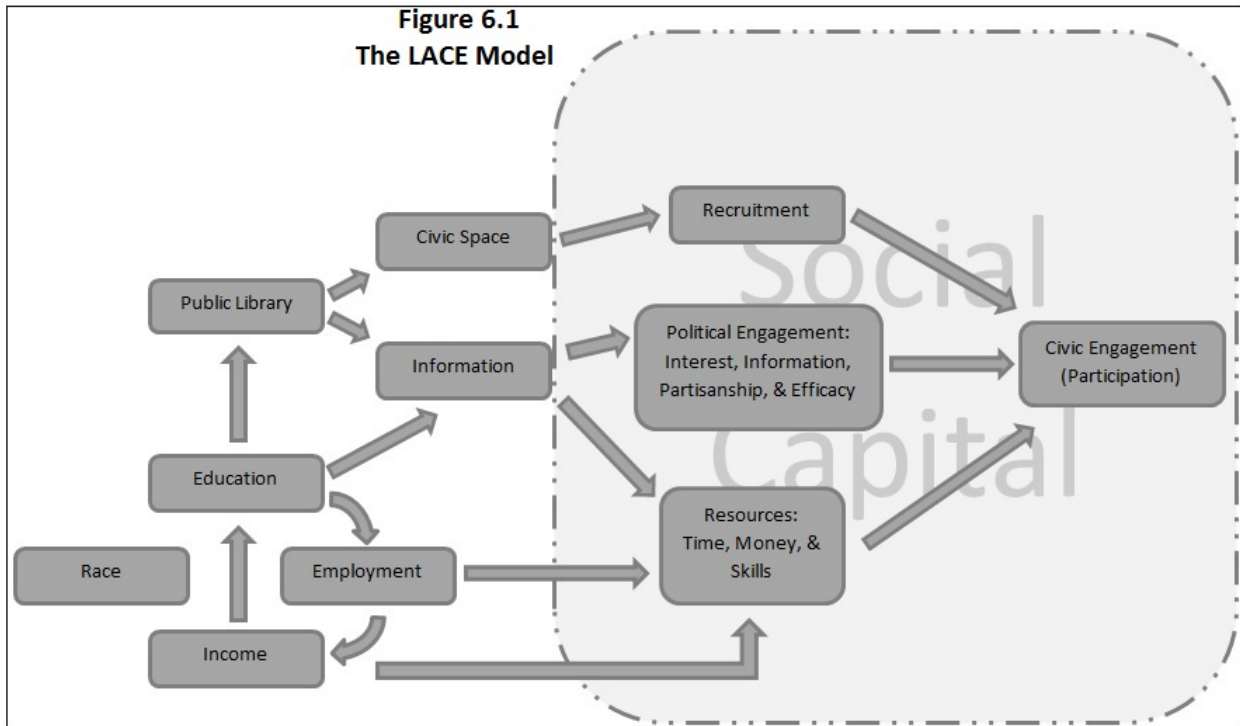 Figure 6.1
The LACE Model
Recruitment
Civic Space
Social
Public Library
Political Engagement:
Interest, Information,
Partisanship, & Efficacy
Civic Engagement
(Participation)
Information
Capital
Education
Resources:
Time, Money, &
Skills
Race
Employment
Income